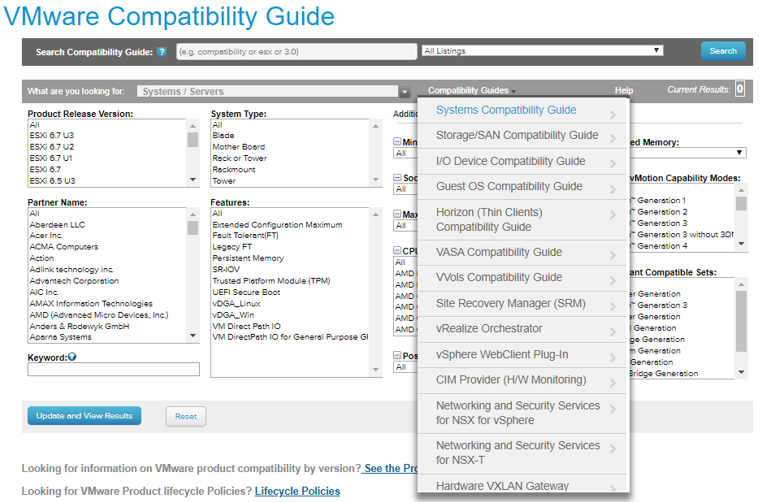 VMware Compatibility Guide
Search Compatibility Guide: ? (e.g. compatibility or esx or 3.0) All Listings Search
What are you looking for: Systems / Servers Compatibility Guides Help Current Results: 0
Product Release Version:
All
ESXi 6.7 U3
ESXi 6.7 U2
ESXi 6.7 U1
ESXi 6.7
ESXi 6.5 U3
System Type:
All
Blade
Mother Board
Rack or Tower
Rackmount
Tower
Partner Name:
All
Aberdeen LLC
Acer Inc.
ACMA Computers
Action
Adlink technology inc.
Advantech Corporation
AIC Inc.
AMAX Information Technologies
AMD (Advanced Micro Devices, Inc.)
Anders & Rodewyk GmbH
Aparna Systems
Features:
All
Extended Configuration Maximum
Fault Tolerant(FT)
Legacy FT
Persistent Memory
SR-IOV
Trusted Platform Module (TPM)
UEFI Secure Boot
vDGA_Linux
vDGA_Win
VM Direct Path IO
VM DirectPath IO for General Purpose GP
Keyword: ?
Additio
Min
All
Soc
All
Max
All
CPU
All
AMD
AMD
AMD
AMD
AMD
AMD
Pos
All
Systems Compatibility Guide
Storage/SAN Compatibility Guide
I/O Device Compatibility Guide
Guest OS Compatibility Guide
Horizon (Thin Clients)
Compatibility Guide
VASA Compatibility Guide
VVols Compatibility Guide
Site Recovery Manager (SRM)
vRealize Orchestrator
vSphere WebClient Plug-In
CIM Provider (H/W Monitoring)
Networking and Security Services
for NSX for vSphere
Networking and Security Services
for NSX-T
Hardware VXLAN Gateway
ed Memory:
vMotion Capability Modes:
Generation 1
Generation 2
Generation 3
Generation 3 without 3DN
Generation 4
ant Compatible Sets:
er Generation
Generation 3
Generation
l Generation
ge Generation
m Generation
Generation
Bridge Generation
Update and View Results Reset
Looking for information on VMware product compatibility by version? See the Pro
Looking for VMware Product lifecycle Policies? Lifecycle Policies